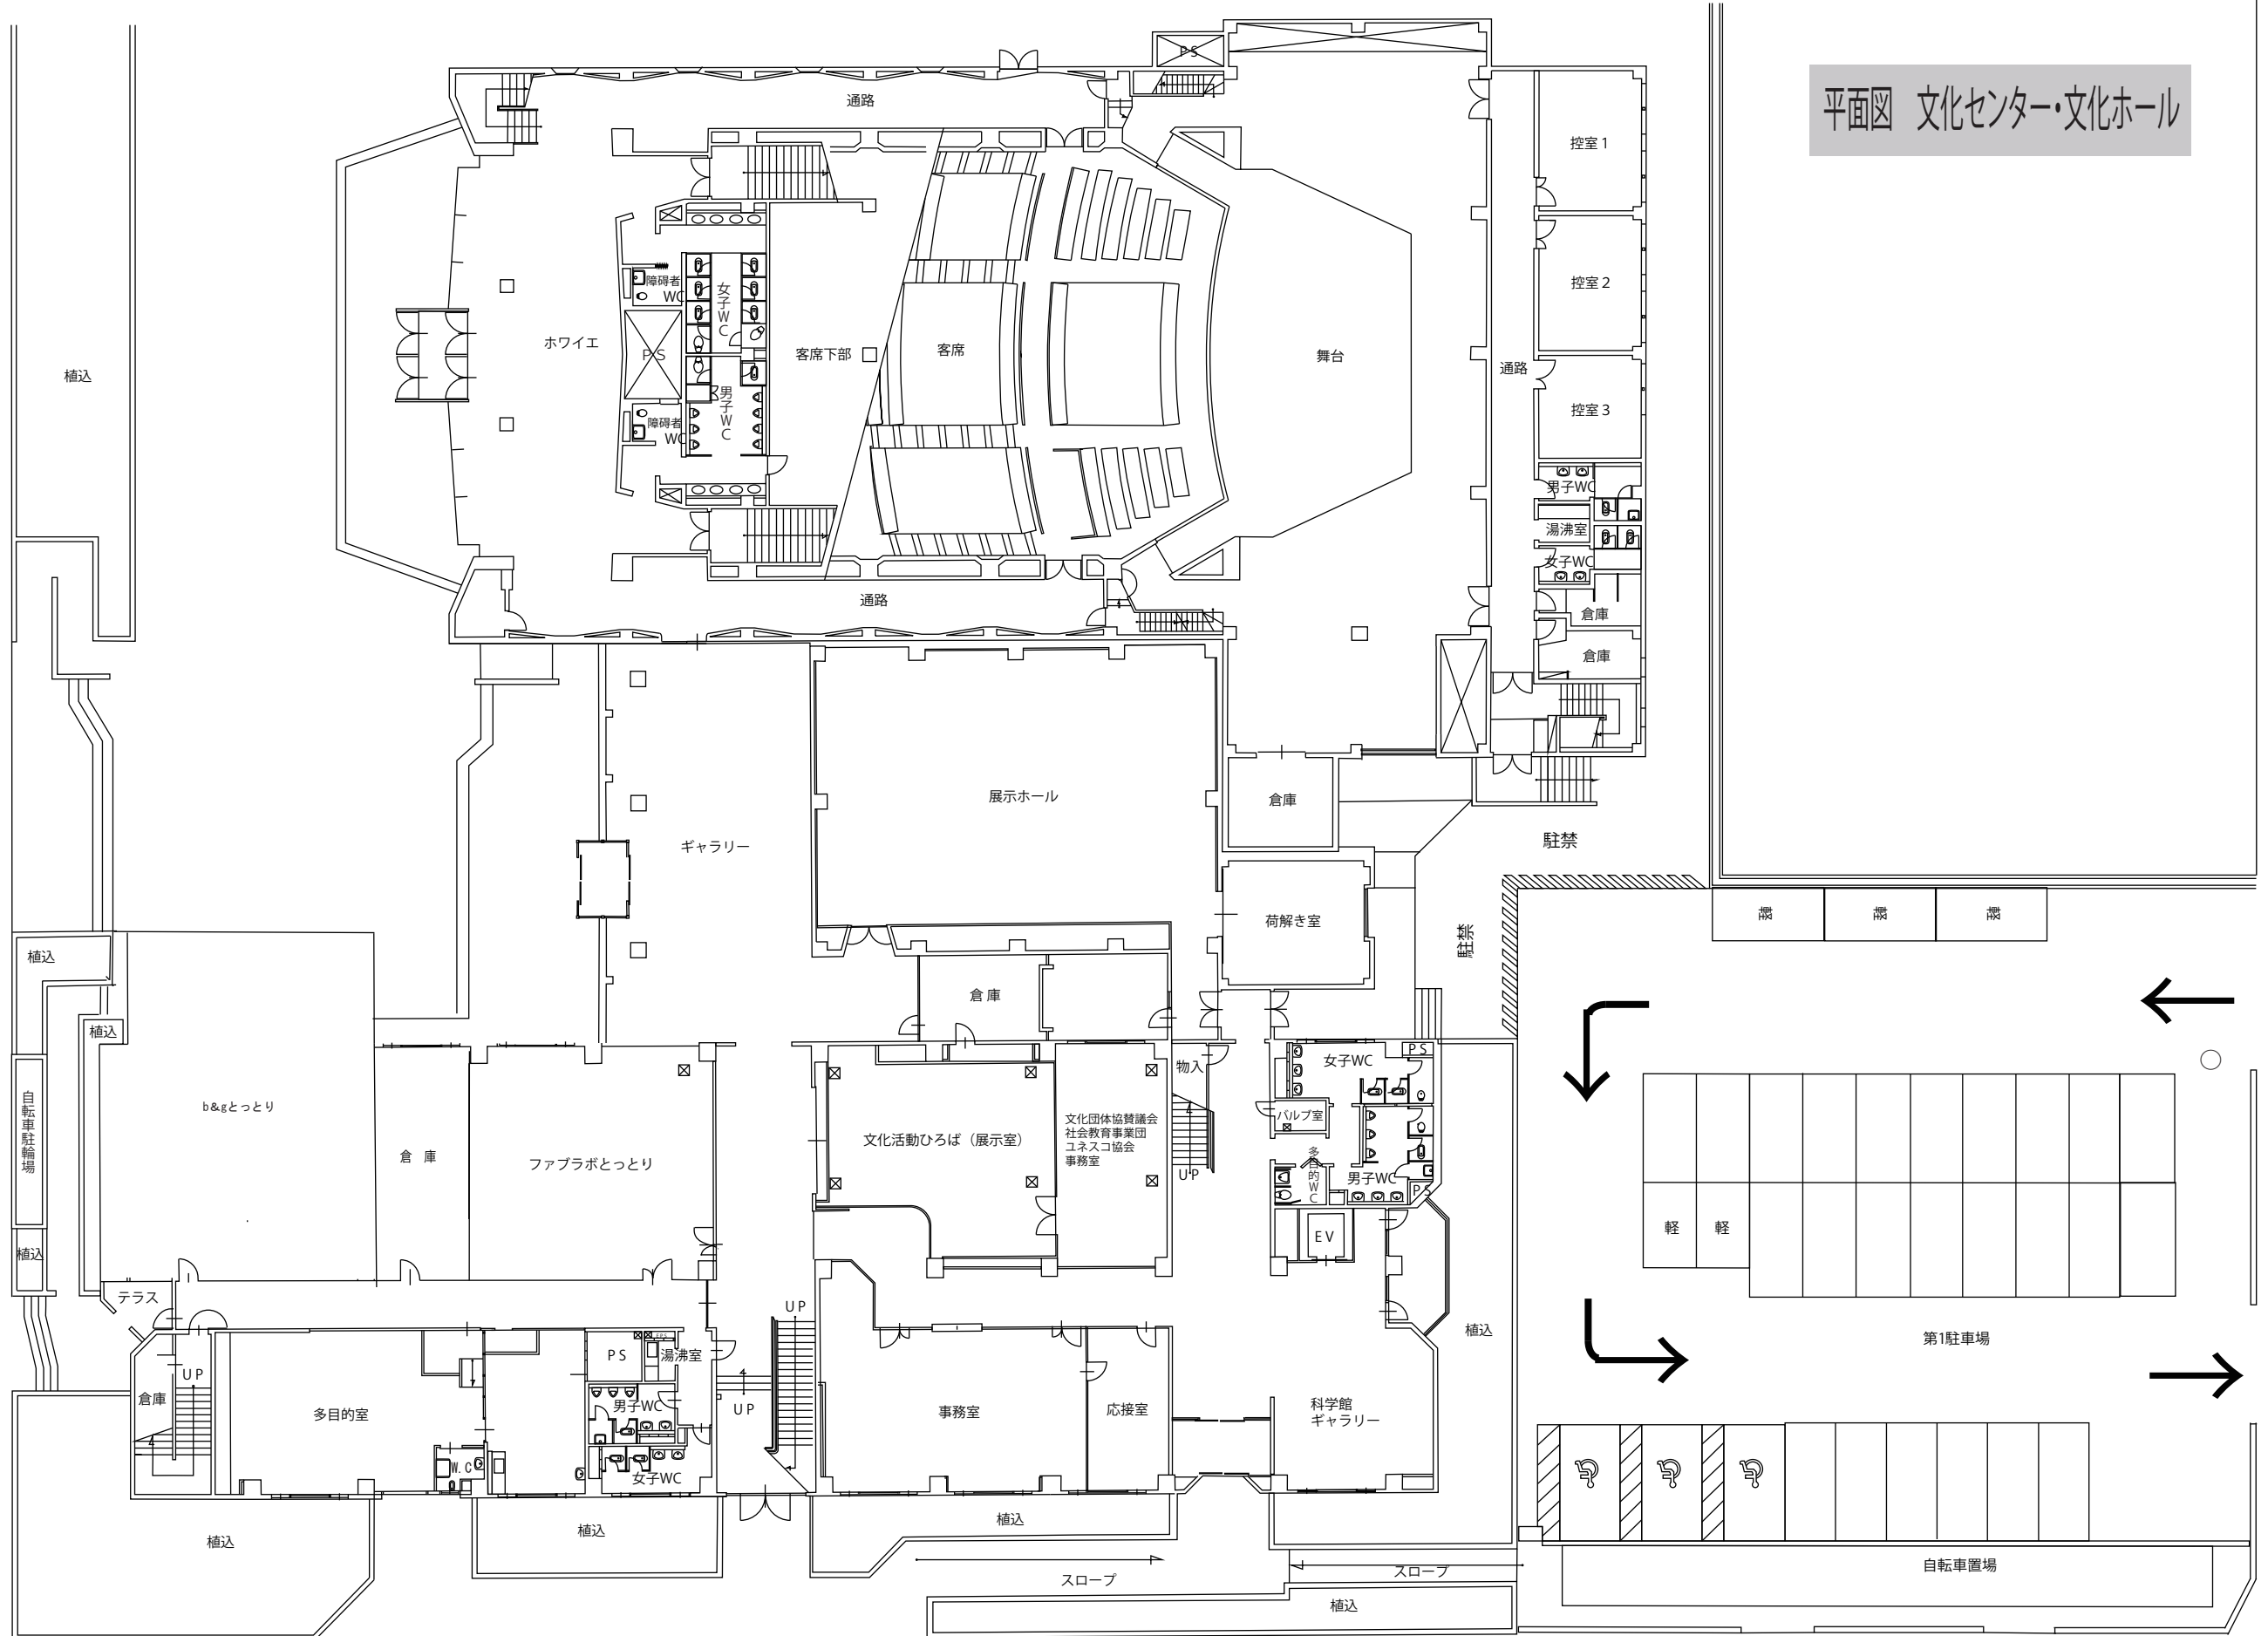 平面図　文化センター・文化ホール
PS
通路
控室1
控室2
控室3
植込
ホワイエ
障碍者
WC
女子WC
PS
客席下部
客席
舞台
通路
男子WC
障碍者
WC
男子WC
湯沸室
女子WC
倉庫
倉庫
通路
展示ホール
倉庫
ギャラリー
駐禁
荷解き室
駐禁
軽
軽
軽
植込
植込
倉 庫
自転車駐輪場
植込
b&gとっとり
倉 庫
ファブラボとっとり
文化活動ひろば（展示室）
文化団体協賛議会
社会教育事業団
ユネスコ協会
事務室
物入
UP
女子WC
PS
バルブ室
多目的WC
男子WC
PS
EV
軽
軽
テラス
UP
植込
第1駐車場
倉庫
UP
多目的室
PS
湯沸室
男子WC
UP
W.C
女子WC
事務室
応接室
科学館
ギャラリー
植込
植込
植込
スロープ
スロープ
植込
自転車置場